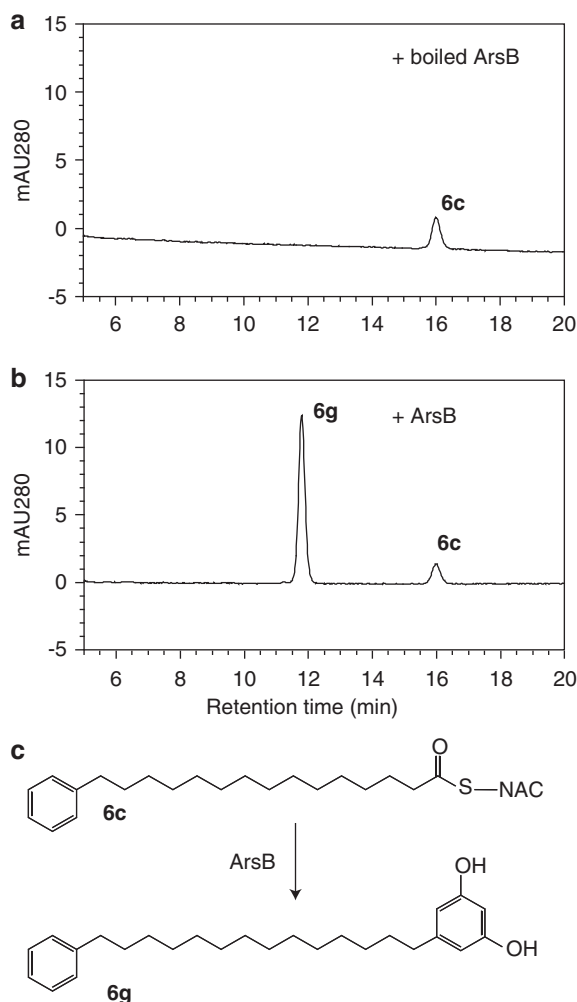 a
15
10
5
0
-5
mAU280
+ boiled ArsB
6c
6 8 10 12 14 16 18 20
b
15
10
5
0
-5
mAU280
6g
+ ArsB
6c
6 8 10 12 14 16 18 20
Retention time (min)
c
O
S—NAC
6c
ArsB
OH
OH
6g